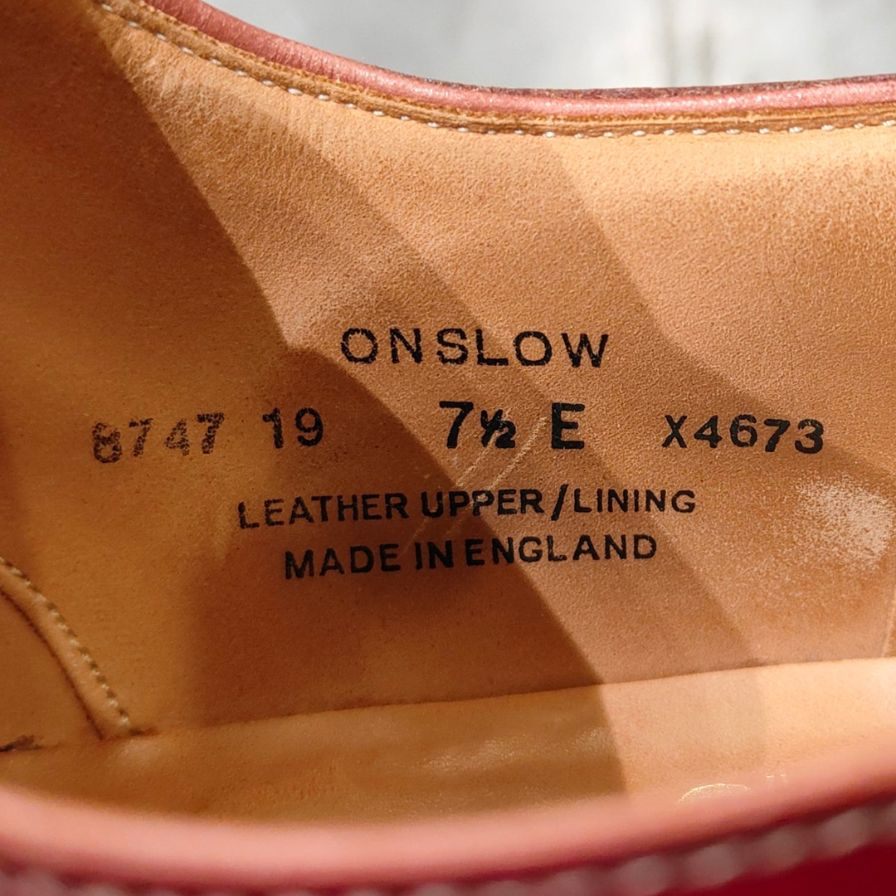 ONSLOW
8747 19 7½ E X4673
LEATHER UPPER/LINING
MADE IN ENGLAND